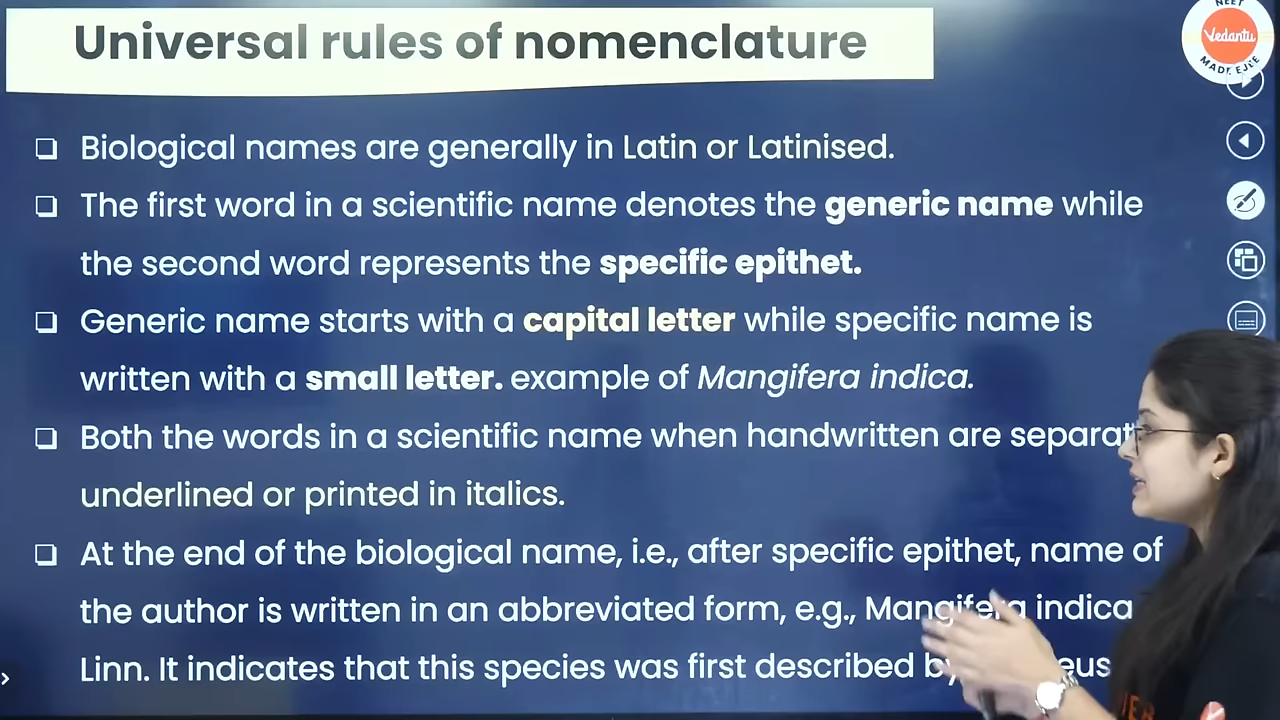 Universal rules of nomenclature
NEET
Vedantu
MADE EJEE
❑ Biological names are generally in Latin or Latinised.
❑ The first word in a scientific name denotes the generic name while
the second word represents the specific epithet.
❑ Generic name starts with a capital letter while specific name is
written with a small letter. example of Mangifera indica.
❑ Both the words in a scientific name when handwritten are
underlined or printed in italics.
❑ At the end of the biological name, i.e., after specific epithet, name of
the author is written in an abbreviated form, e.g., Mangifera indica
Linn. It indicates that this species was first described by